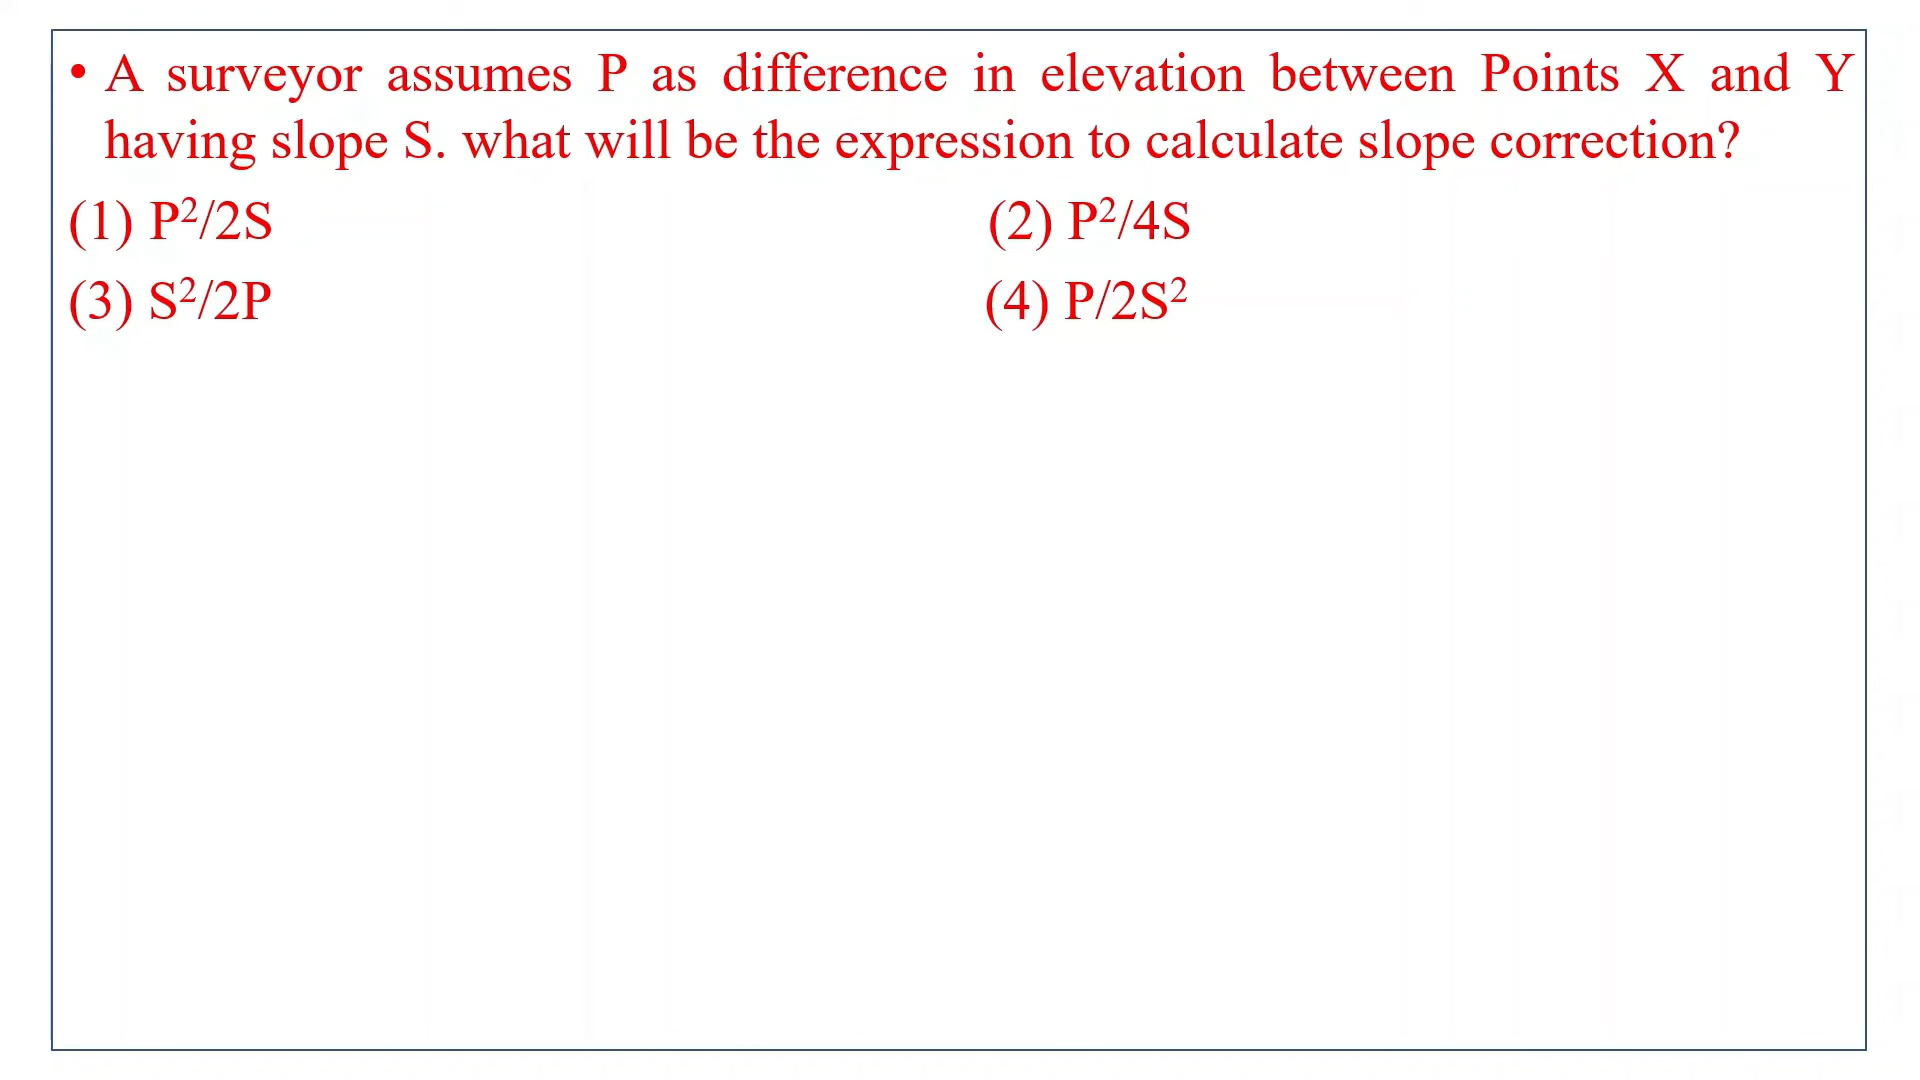 • A surveyor assumes P as difference in elevation between Points X and Y
having slope S. what will be the expression to calculate slope correction?
(1) P²/2S (2) P²/4S
(3) S²/2P (4) P/2S²